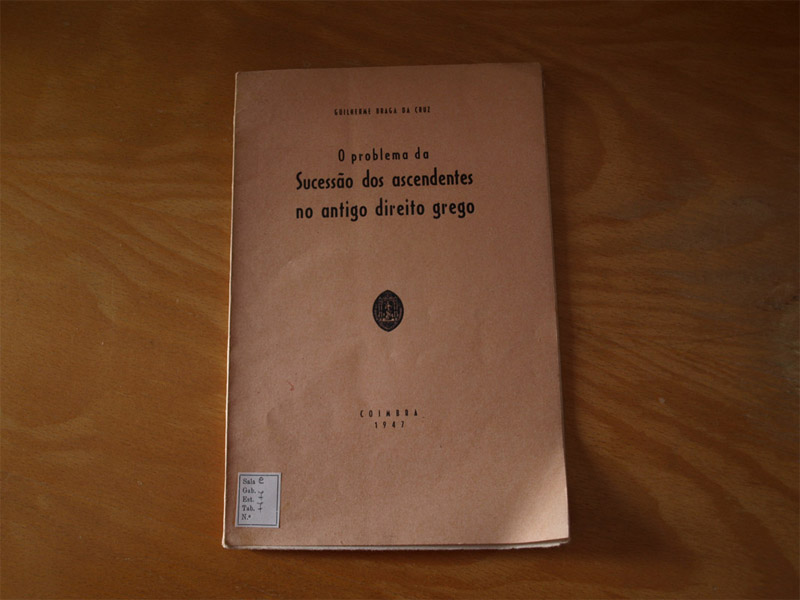 GUILHERME BRAGA DA CRUZ
O problema da
Sucessão dos ascendentes
no antigo direito grego
COIMBRA
1947
Sala e
Gab.
Est.
Tab.
N.º